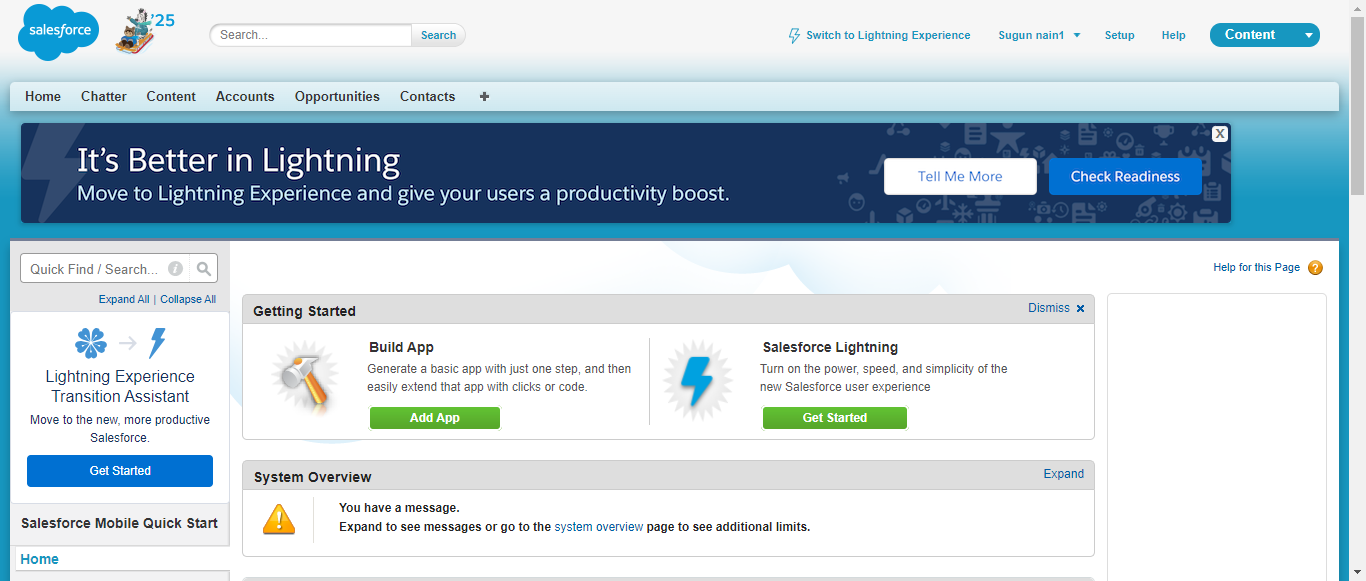 salesforce
'25
Search...
Search
Switch to Lightning Experience
Sugun nain1
Setup
Help
Content
Home
Chatter
Content
Accounts
Opportunities
Contacts
+
It's Better in Lightning
Move to Lightning Experience and give your users a productivity boost.
Tell Me More
Check Readiness
X
Quick Find / Search...
i
Expand All | Collapse All
Lightning Experience
Transition Assistant
Move to the new, more productive
Salesforce.
Get Started
Salesforce Mobile Quick Start
Home
Help for this Page ?
Getting Started
Dismiss x
Build App
Generate a basic app with just one step, and then
easily extend that app with clicks or code.
Add App
Salesforce Lightning
Turn on the power, speed, and simplicity of the
new Salesforce user experience
Get Started
System Overview
Expand
You have a message.
Expand to see messages or go to the system overview page to see additional limits.